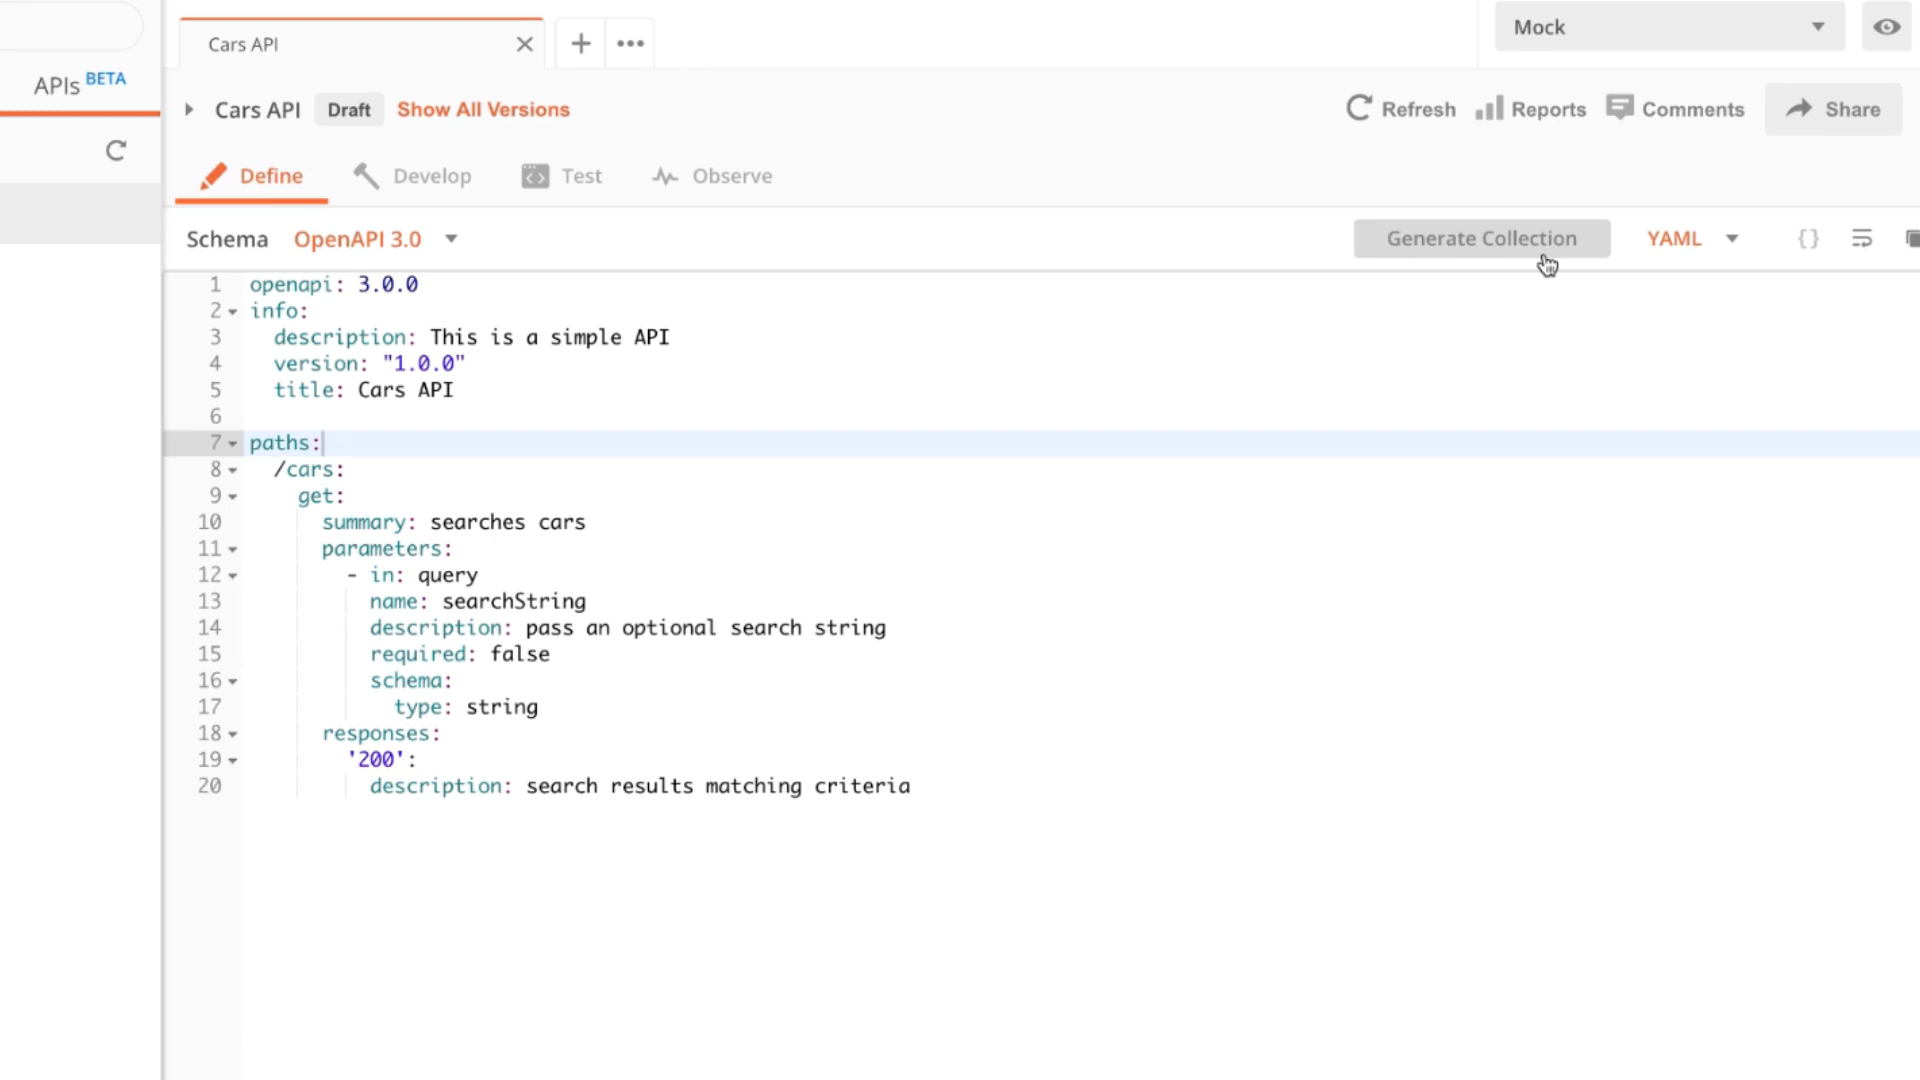 Cars API
Mock
APIs BETA
Cars API Draft Show All Versions
Refresh Reports Comments Share
Define Develop Test Observe
Schema OpenAPI 3.0 Generate Collection YAML {}
1 openapi: 3.0.0
2 info:
3 description: This is a simple API
4 version: "1.0.0"
5 title: Cars API
6
7 paths:
8 /cars:
9 get:
10 summary: searches cars
11 parameters:
12 - in: query
13 name: searchString
14 description: pass an optional search string
15 required: false
16 schema:
17 type: string
18 responses:
19 '200':
20 description: search results matching criteria